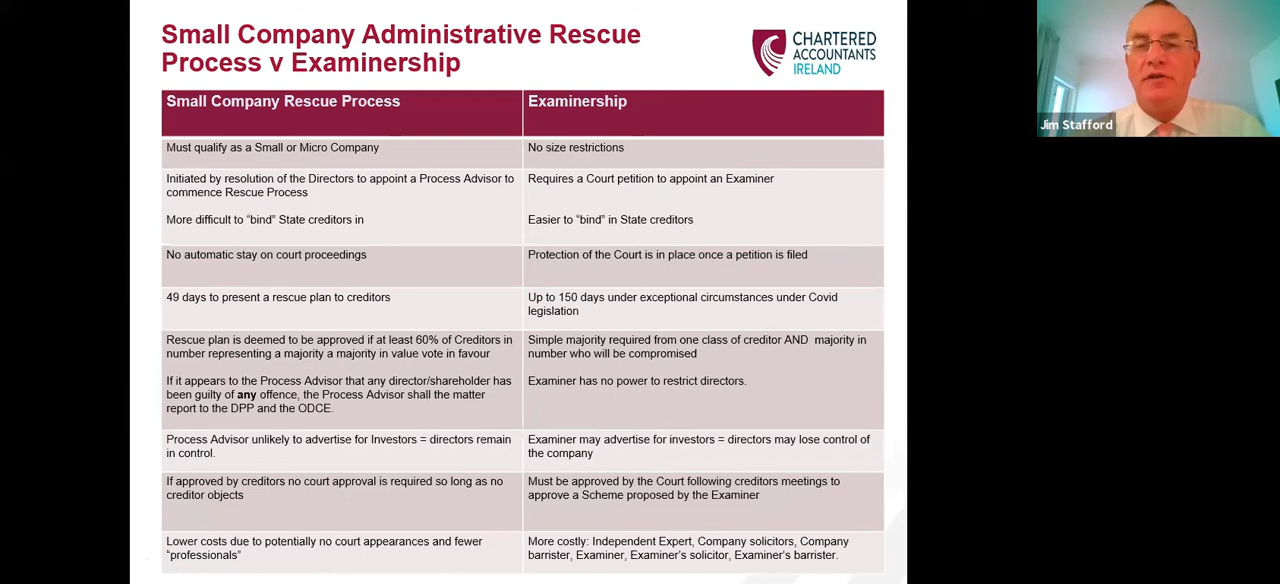 Small Company Administrative Rescue
Process v Examinership
CHARTERED
ACCOUNTANTS
IRELAND
Jim Stafford
Small Company Rescue Process
Examinership
Must qualify as a Small or Micro Company
No size restrictions
Initiated by resolution of the Directors to appoint a Process Advisor to
commence Rescue Process
More difficult to “bind” State creditors in
Requires a Court petition to appoint an Examiner
Easier to “bind” in State creditors
No automatic stay on court proceedings
Protection of the Court is in place once a petition is filed
49 days to present a rescue plan to creditors
Up to 150 days under exceptional circumstances under Covid
legislation
Rescue plan is deemed to be approved if at least 60% of Creditors in
number representing a majority a majority in value vote in favour
If it appears to the Process Advisor that any director/shareholder has
been guilty of any offence, the Process Advisor shall the matter
report to the DPP and the ODCE.
Simple majority required from one class of creditor AND majority in
number who will be compromised
Examiner has no power to restrict directors.
Process Advisor unlikely to advertise for Investors = directors remain
in control.
Examiner may advertise for investors = directors may lose control of
the company
If approved by creditors no court approval is required so long as no
creditor objects
Must be approved by the Court following creditors meetings to
approve a Scheme proposed by the Examiner
Lower costs due to potentially no court appearances and fewer
“professionals”
More costly: Independent Expert, Company solicitors, Company
barrister, Examiner, Examiner’s solicitor, Examiner’s barrister.